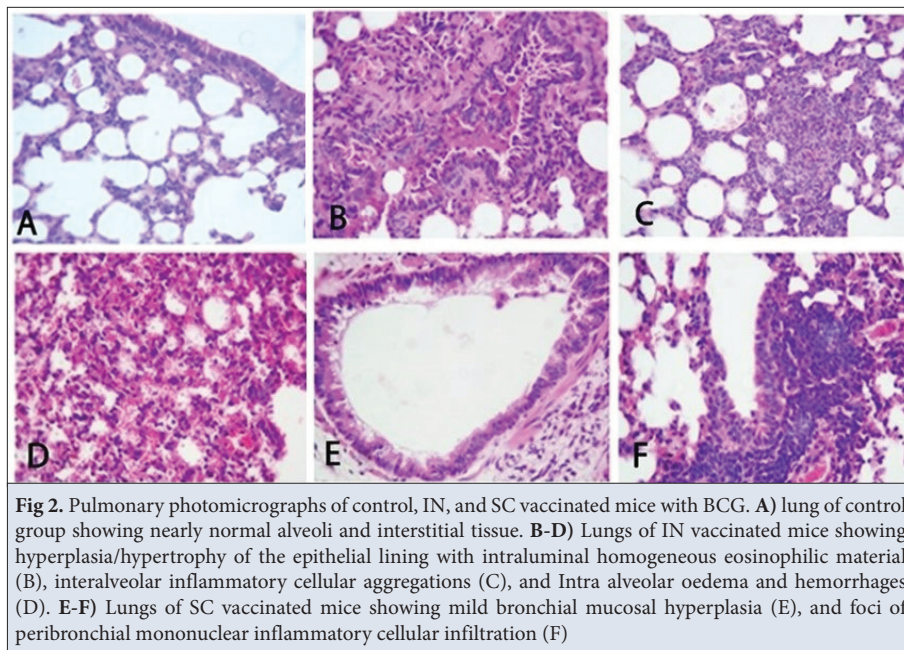 A
B
C
D
E
F
Fig 2. Pulmonary photomicrographs of control, IN, and SC vaccinated mice with BCG. A) lung of control
group showing nearly normal alveoli and interstitial tissue. B-D) Lungs of IN vaccinated mice showing
hyperplasia/hypertrophy of the epithelial lining with intraluminal homogeneous eosinophilic material
(B), interalveolar inflammatory cellular aggregations (C), and Intra alveolar oedema and hemorrhages
(D). E-F) Lungs of SC vaccinated mice showing mild bronchial mucosal hyperplasia (E), and foci of
peribronchial mononuclear inflammatory cellular infiltration (F)